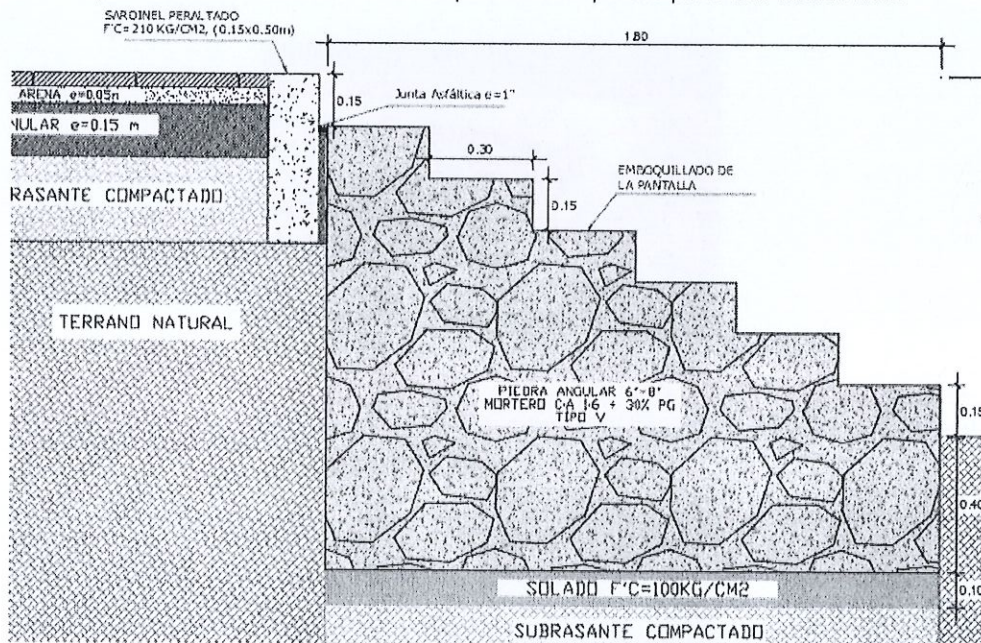 SARDINEL PERALTADO
F'C=210 KG/CM2, (0.15x0.50m)
1.80
ARENA e=0.05m
0.15
Junta Asfáltica e=1"
NULAR e=0.15 m
0.30
EMBOQUILLADO DE
LA PANTALLA
RASANTE COMPACTADO
0.15
TERRANO NATURAL
PIEDRA ANGULAR 6"-8"
MORTERO C:A 1:6 + 30% PG
TIPO V
0.15
0.40
SOLADO F'C=100KG/CM2
0.10
SUBRASANTE COMPACTADO